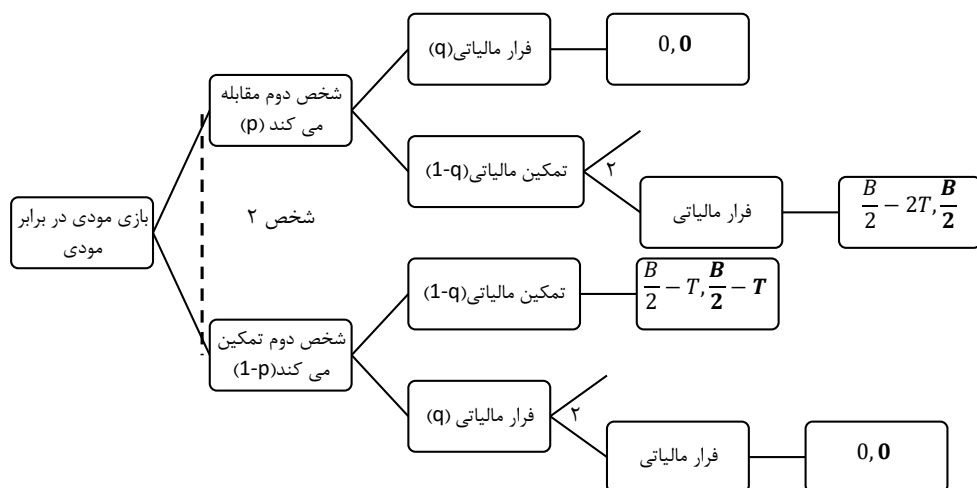 فرار مالیاتی(q)
0, 0
شخص دوم مقابله
می کند (p)
تمکین مالیاتی(1-q)
۲
شخص ۲
فرار مالیاتی
B/2 − 2T, B/2
بازی مودی در برابر
مودی
تمکین مالیاتی(1-q)
B/2 − T, B/2 − T
شخص دوم تمکین
می کند(1-p)
فرار مالیاتی (q)
۲
فرار مالیاتی
0, 0